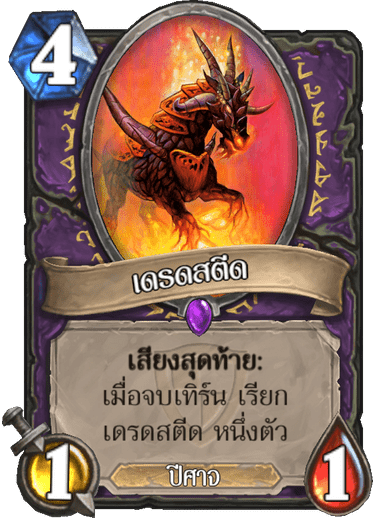 4
เดรดสตีด
เสียงสุดท้าย:
เมื่อจบเทิร์น เรียก
เดรดสตีด หนึ่งตัว
1
ปีศาจ
1